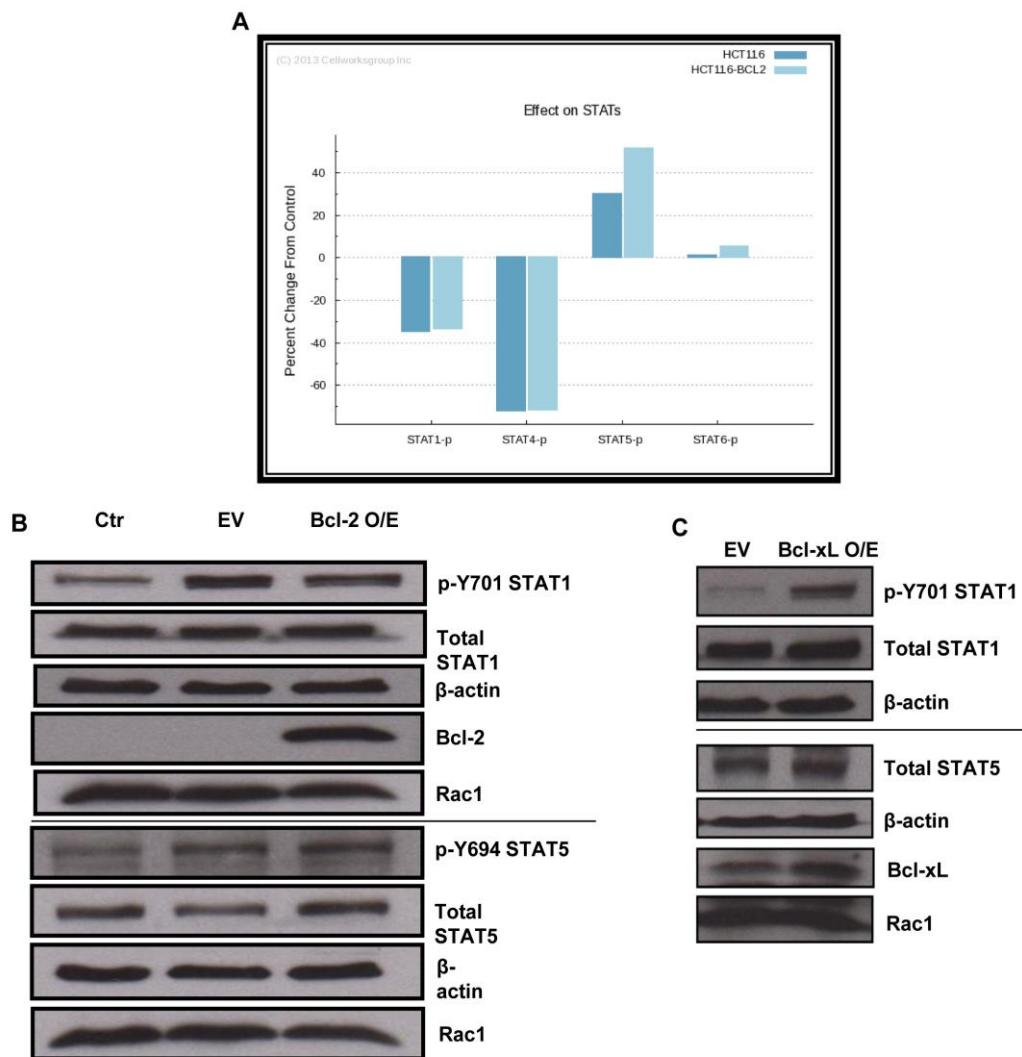 A
(C) 2013 Cellworksgroup Inc
HCT116
HCT116-BCL2
Effect on STATs
Percent Change From Control
40
20
0
-20
-40
-60
STAT1-p
STAT4-p
STAT5-p
STAT6-p
B
Ctr
EV
Bcl-2 O/E
p-Y701 STAT1
Total
STAT1
β-actin
Bcl-2
Rac1
p-Y694 STAT5
Total
STAT5
β-
actin
Rac1
C
EV
Bcl-xL O/E
p-Y701 STAT1
Total STAT1
β-actin
Total STAT5
β-actin
Bcl-xL
Rac1